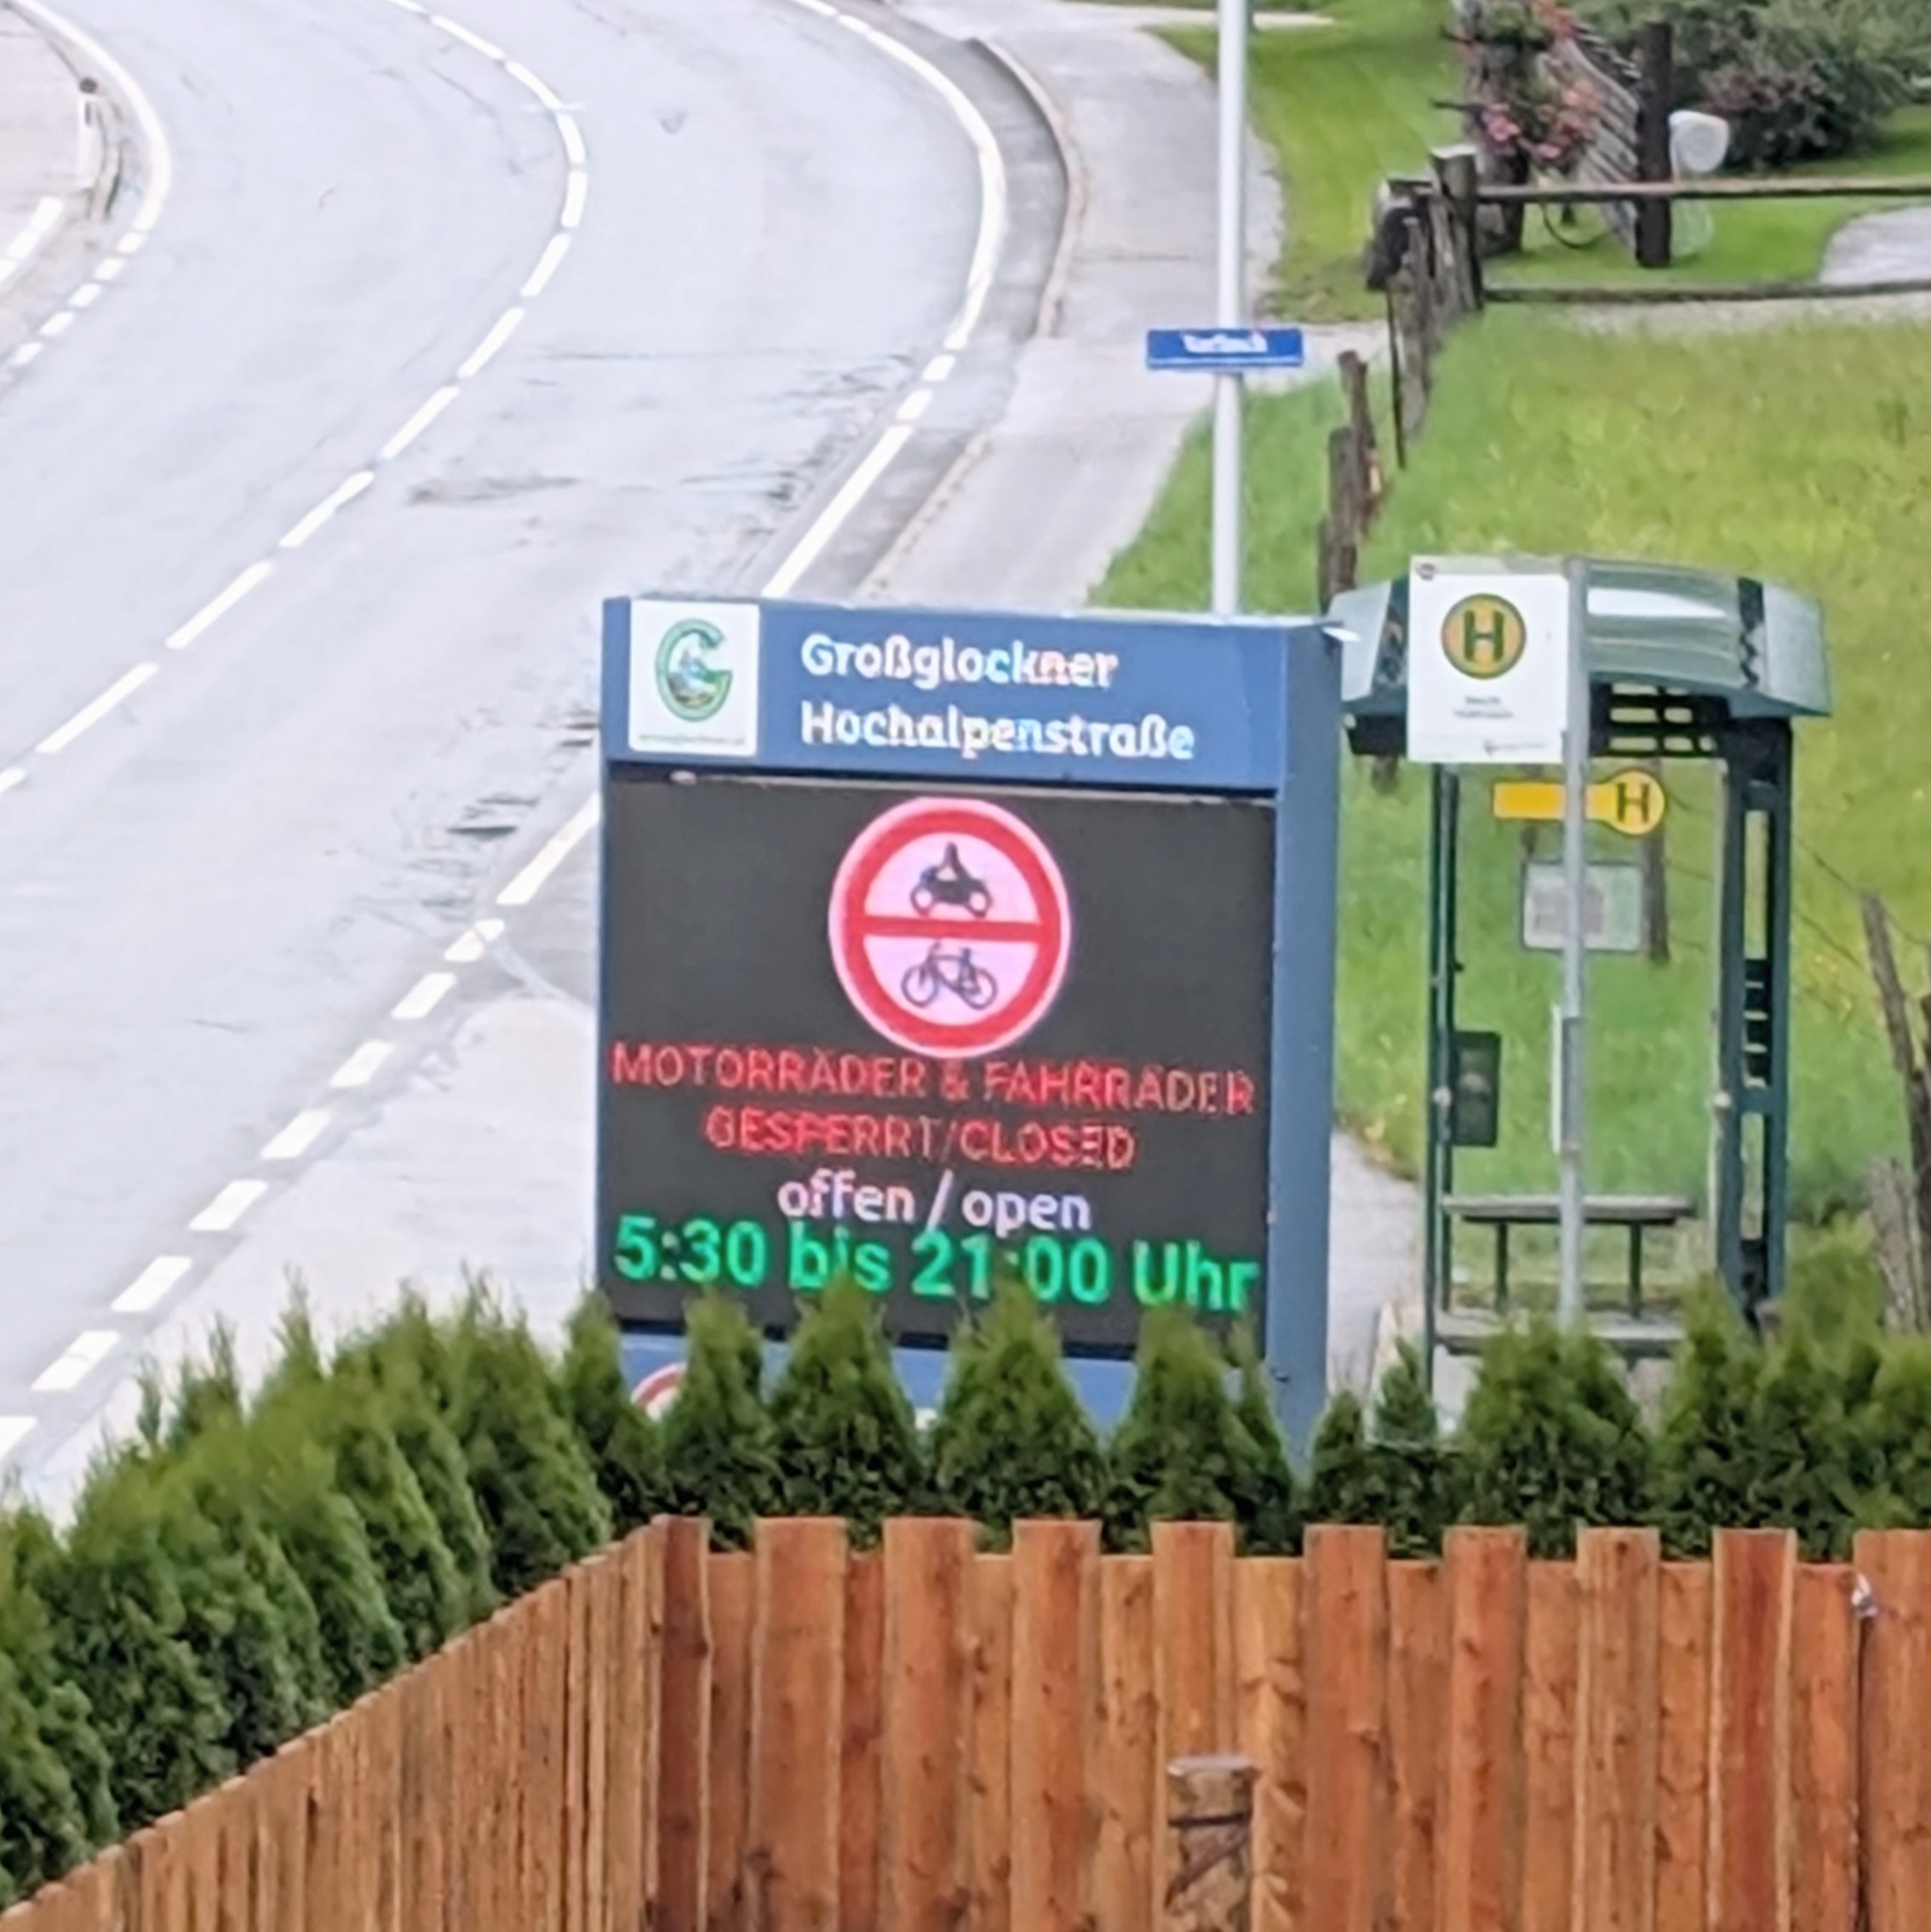 Großglockner
Hochalpenstraße
MOTORRÄDER & FAHRRÄDER
GESPERRT/CLOSED
offen / open
5:30 bis 21:00 Uhr
H
H